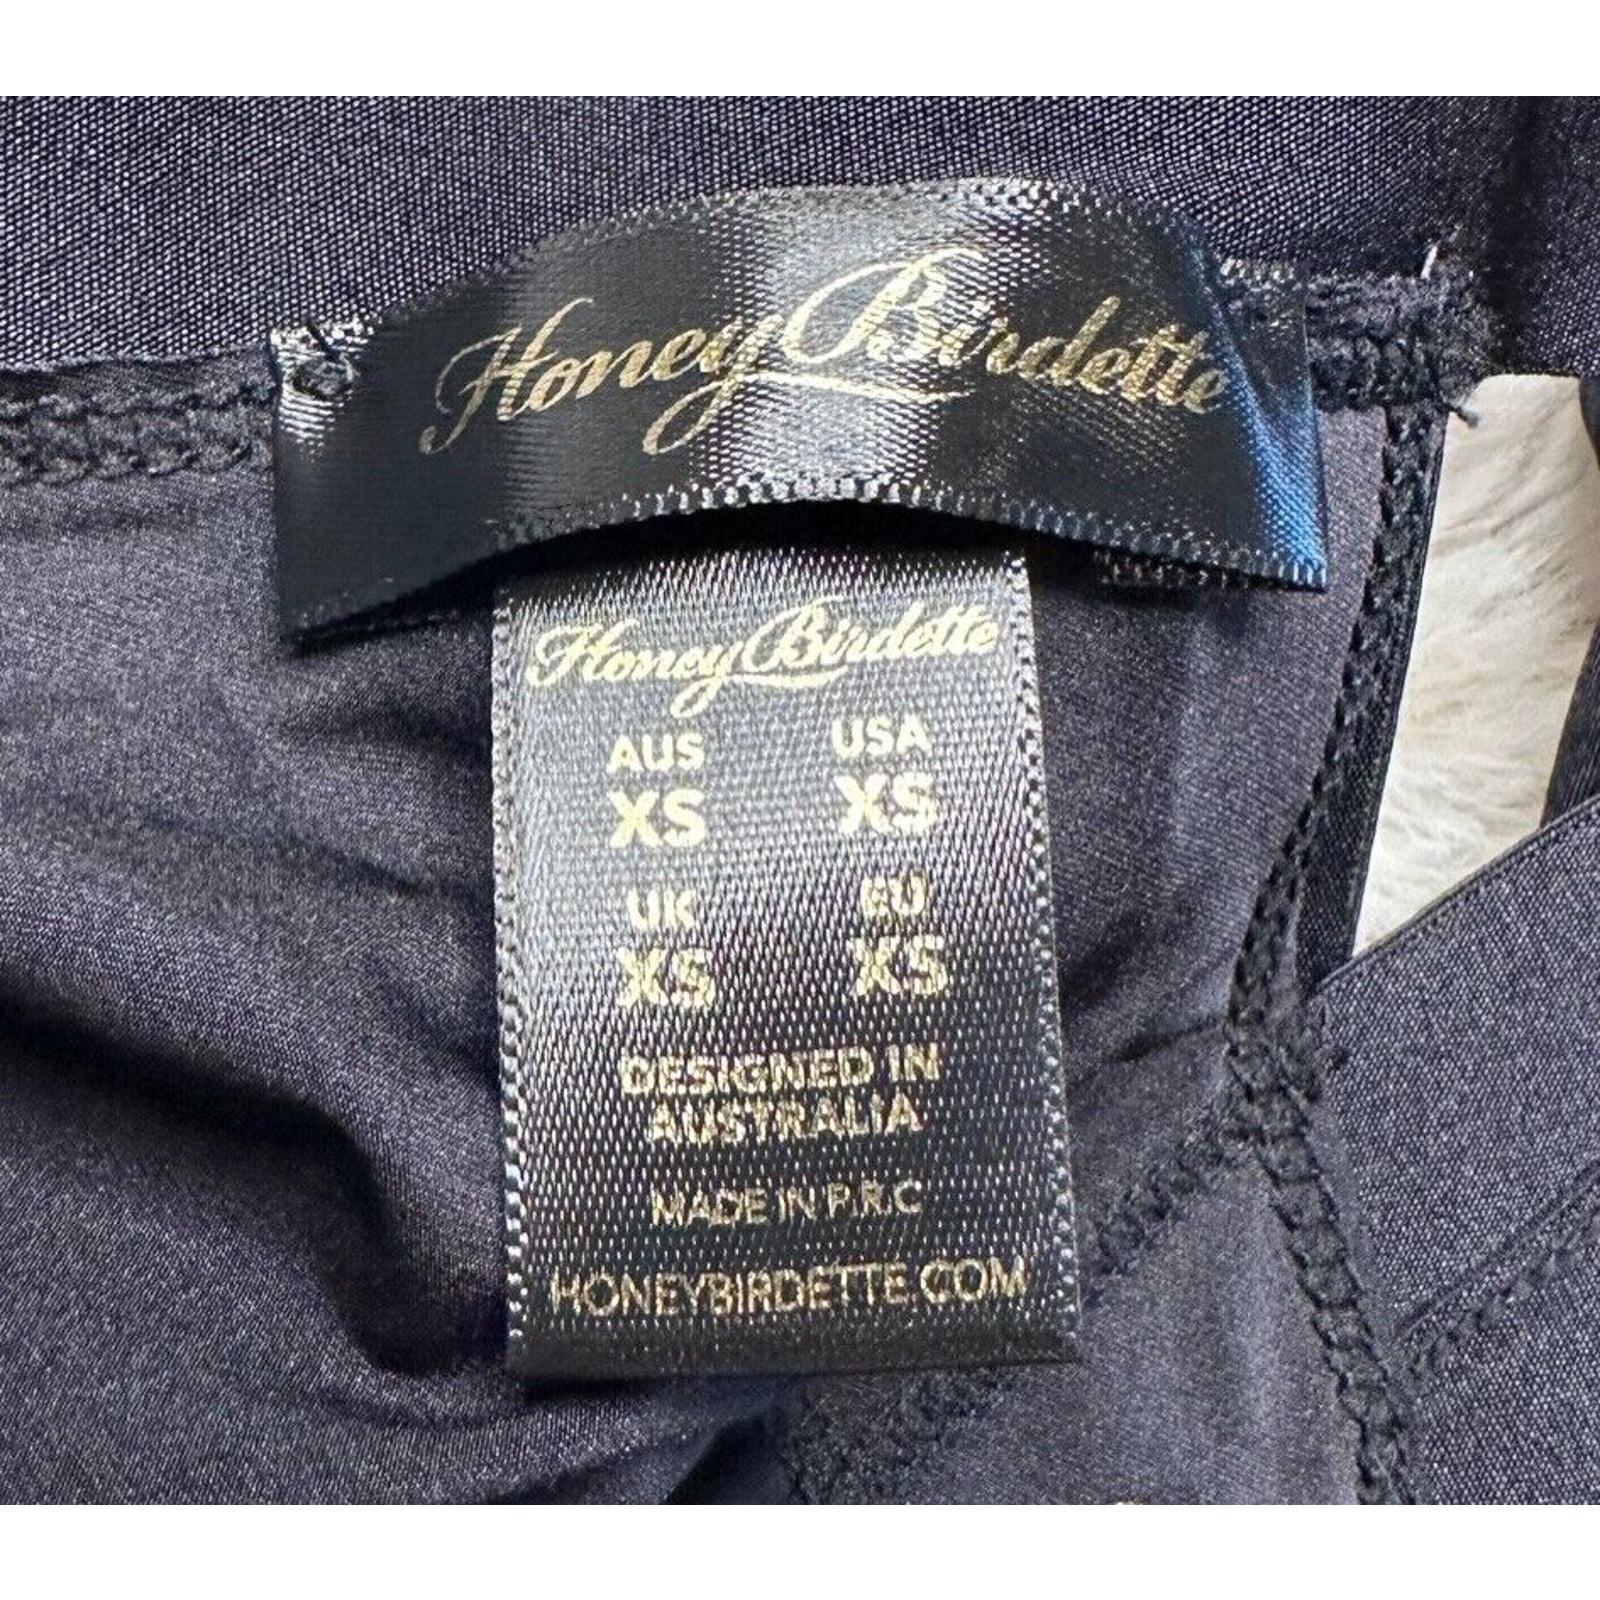 Honey Birdette
Honey Birdette
AUS USA
XS XS
UK EU
XS XS
DESIGNED IN
AUSTRALIA
MADE IN P.R.C
HONEYBIRDETTE.COM